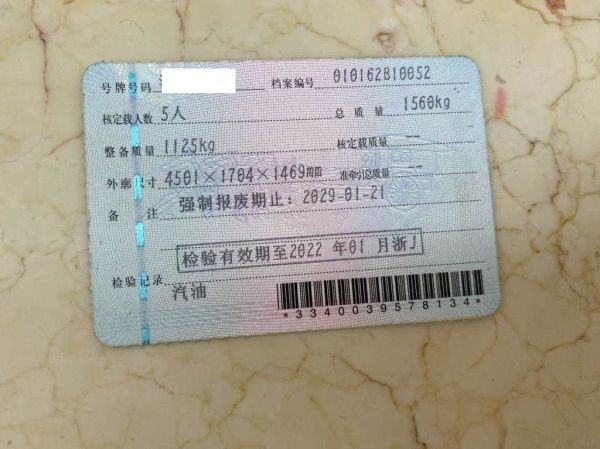 号牌号码 档案编号 010162810052
核定载人数 5人 总质量 1560kg
整备质量 1125kg 核定载质量 --
外廓尺寸 4501×1704×1469mm 准牵引总质量 --
备注 强制报废期止：2029-01-21
检验有效期至2022 年01 月浙J
检验记录
汽油
*3340039578134*